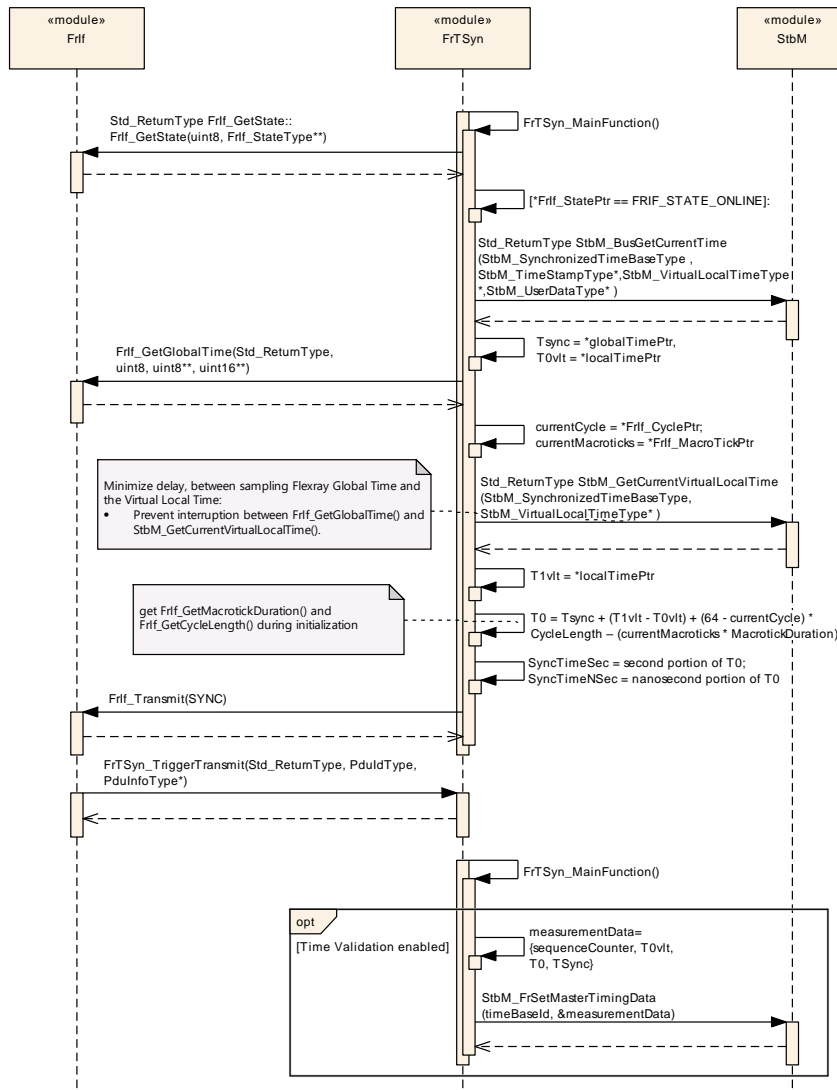 «module»
FrIf
«module»
FrTSyn
«module»
StbM
Std_ReturnType FrIf_GetState::
FrIf_GetState(uint8, FrIf_StateType**)
FrTSyn_MainFunction()
[*FrIf_StatePtr == FRIF_STATE_ONLINE]:
Std_ReturnType StbM_BusGetCurrentTime
(StbM_SynchronizedTimeBaseType ,
StbM_TimeStampType*,StbM_VirtualLocalTimeType
*,StbM_UserDataType* )
Tsync = *globalTimePtr,
T0vlt = *localTimePtr
FrIf_GetGlobalTime(Std_ReturnType,
uint8, uint8**, uint16**)
currentCycle = *FrIf_CyclePtr;
currentMacroticks = *FrIf_MacroTickPtr
Minimize delay, between sampling Flexray Global Time and
the Virtual Local Time:
• Prevent interruption between FrIf_GetGlobalTime() and
StbM_GetCurrentVirtualLocalTime().
Std_ReturnType StbM_GetCurrentVirtualLocalTime
(StbM_SynchronizedTimeBaseType,
StbM_VirtualLocalTimeType* )
T1vlt = *localTimePtr
get FrIf_GetMacrotickDuration() and
FrIf_GetCycleLength() during initialization
T0 = Tsync + (T1vlt - T0vlt) + (64 - currentCycle) *
CycleLength – (currentMacroticks * MacrotickDuration)
SyncTimeSec = second portion of T0;
SyncTimeNSec = nanosecond portion of T0
FrIf_Transmit(SYNC)
FrTSyn_TriggerTransmit(Std_ReturnType, PduIdType,
PduInfoType*)
FrTSyn_MainFunction()
opt
[Time Validation enabled]
measurementData=
{sequenceCounter, T0vlt,
T0, TSync}
StbM_FrSetMasterTimingData
(timeBaseId, &measurementData)